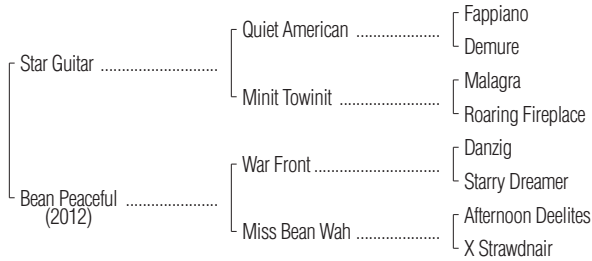 Fappiano
Quiet American ..................
Demure
Star Guitar .........................
Malagra
Minit Towinit .....................
Roaring Fireplace
Danzig
War Front ...........................
Starry Dreamer
Bean Peaceful ....................
(2012)
Afternoon Deelites
Miss Bean Wah ..................
X Strawdnair